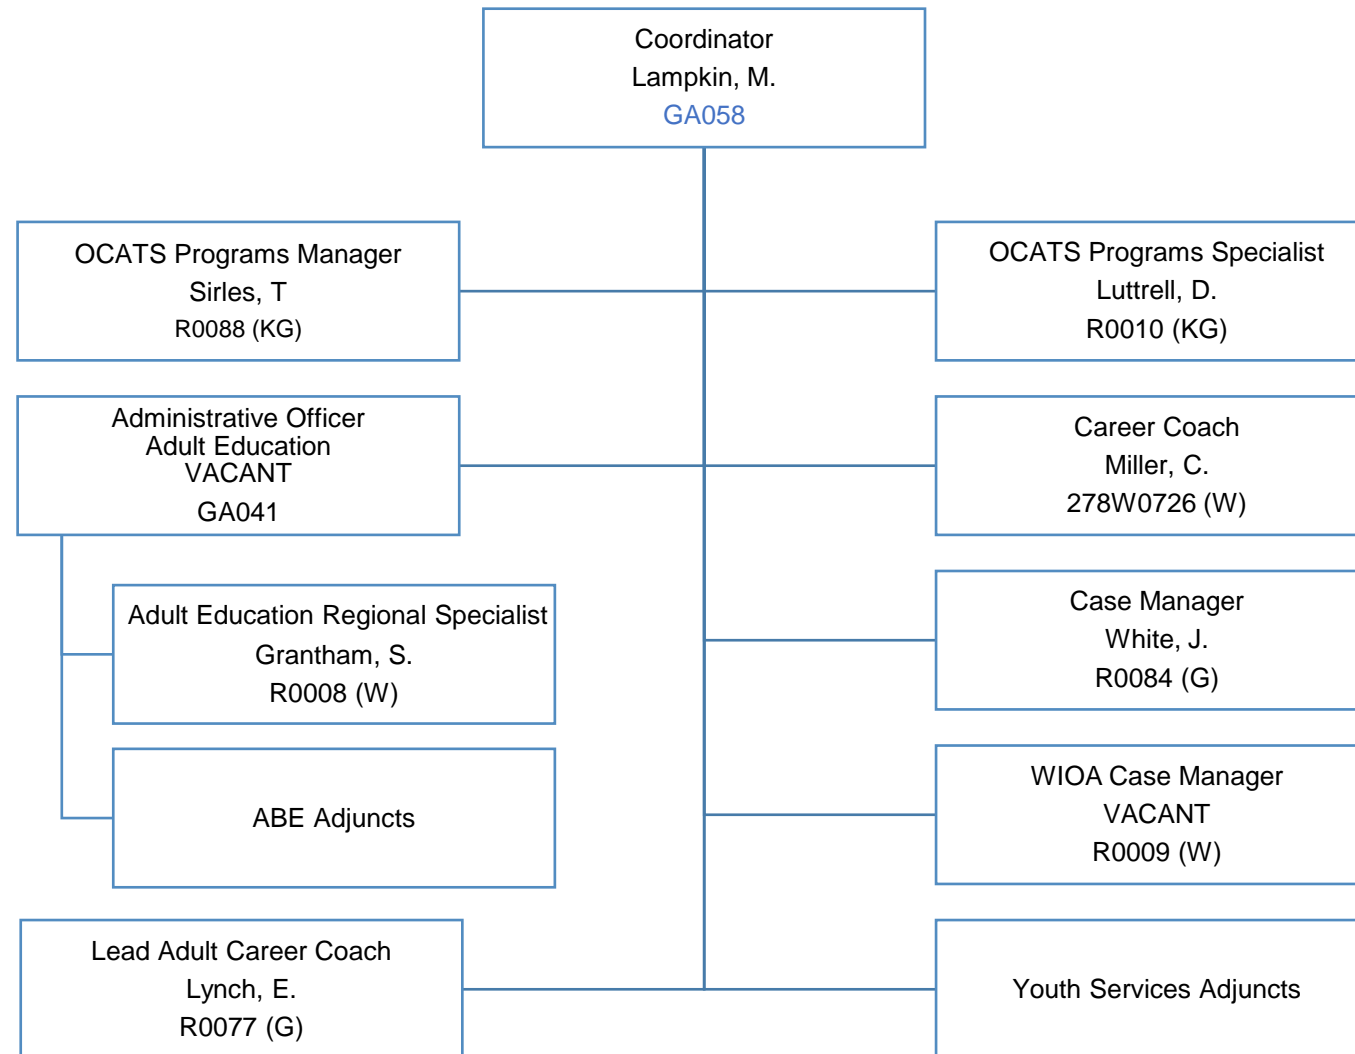 Coordinator
Lampkin, M.
GA058
OCATS Programs Manager
Sirles, T
R0088 (KG)
OCATS Programs Specialist
Luttrell, D.
R0010 (KG)
Administrative Officer
Adult Education
VACANT
GA041
Career Coach
Miller, C.
278W0726 (W)
Adult Education Regional Specialist
Grantham, S.
R0008 (W)
Case Manager
White, J.
R0084 (G)
ABE Adjuncts
WIOA Case Manager
VACANT
R0009 (W)
Lead Adult Career Coach
Lynch, E.
R0077 (G)
Youth Services Adjuncts